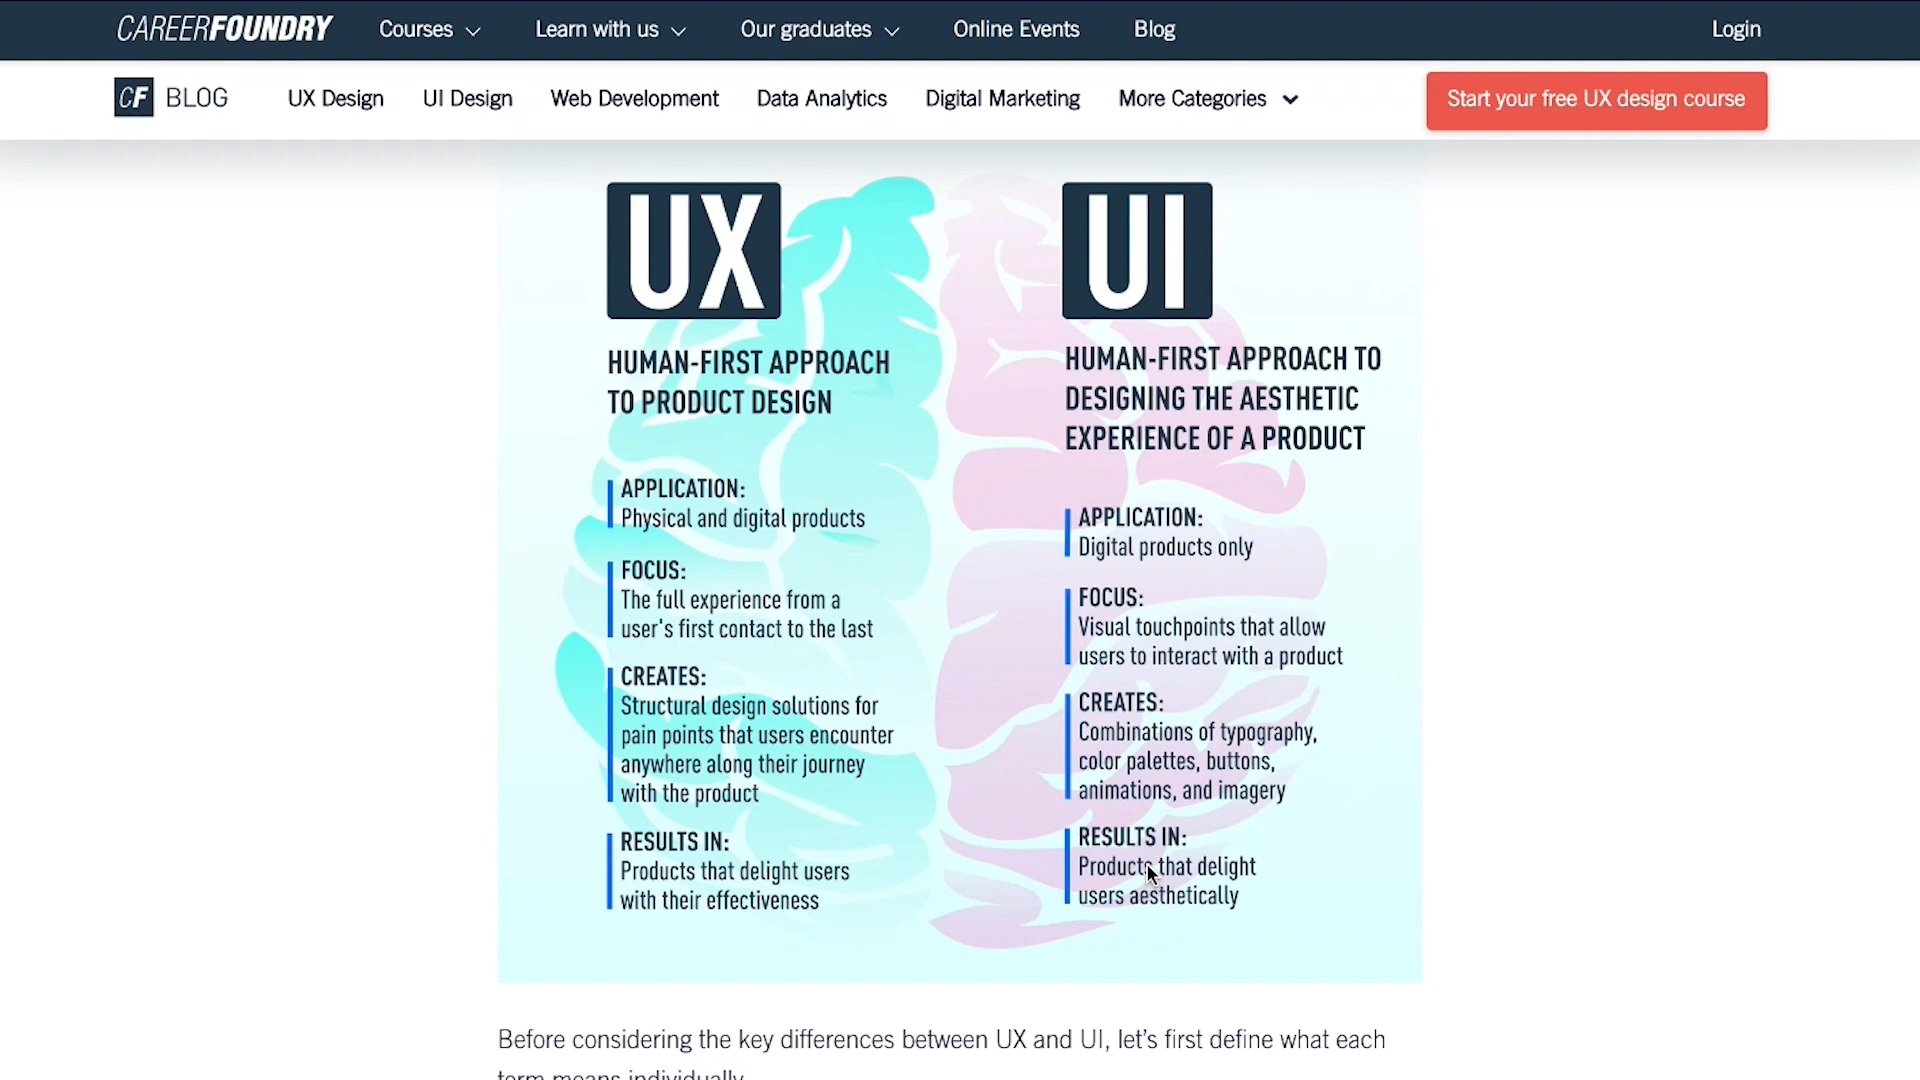 CAREERFOUNDRY Courses Learn with us Our graduates Online Events Blog Login
CF BLOG UX Design UI Design Web Development Data Analytics Digital Marketing More Categories Start your free UX design course
UX
HUMAN-FIRST APPROACH
TO PRODUCT DESIGN
APPLICATION:
Physical and digital products
FOCUS:
The full experience from a
user's first contact to the last
CREATES:
Structural design solutions for
pain points that users encounter
anywhere along their journey
with the product
RESULTS IN:
Products that delight users
with their effectiveness
UI
HUMAN-FIRST APPROACH TO
DESIGNING THE AESTHETIC
EXPERIENCE OF A PRODUCT
APPLICATION:
Digital products only
FOCUS:
Visual touchpoints that allow
users to interact with a product
CREATES:
Combinations of typography,
color palettes, buttons,
animations, and imagery
RESULTS IN:
Products that delight
users aesthetically
Before considering the key differences between UX and UI, let’s first define what each
term means individually.